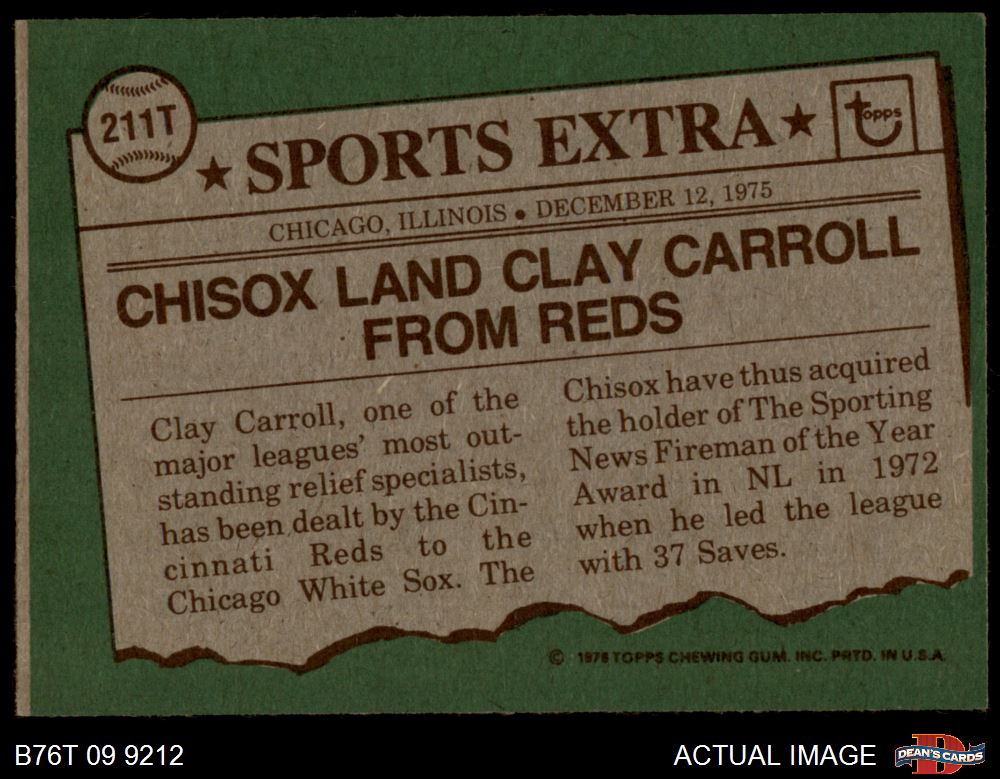 211T
★ SPORTS EXTRA ★
topps
CHICAGO, ILLINOIS • DECEMBER 12, 1975
CHISOX LAND CLAY CARROLL
FROM REDS
Clay Carroll, one of the
major leagues' most out-
standing relief specialists,
has been dealt by the Cin-
cinnati Reds to the
Chicago White Sox. The
Chisox have thus acquired
the holder of The Sporting
News Fireman of the Year
Award in NL in 1972
when he led the league
with 37 Saves.
© 1976 TOPPS CHEWING GUM. INC. PRTD. IN U.S.A.
B76T 09 9212
ACTUAL IMAGE
DEAN'S CARDS